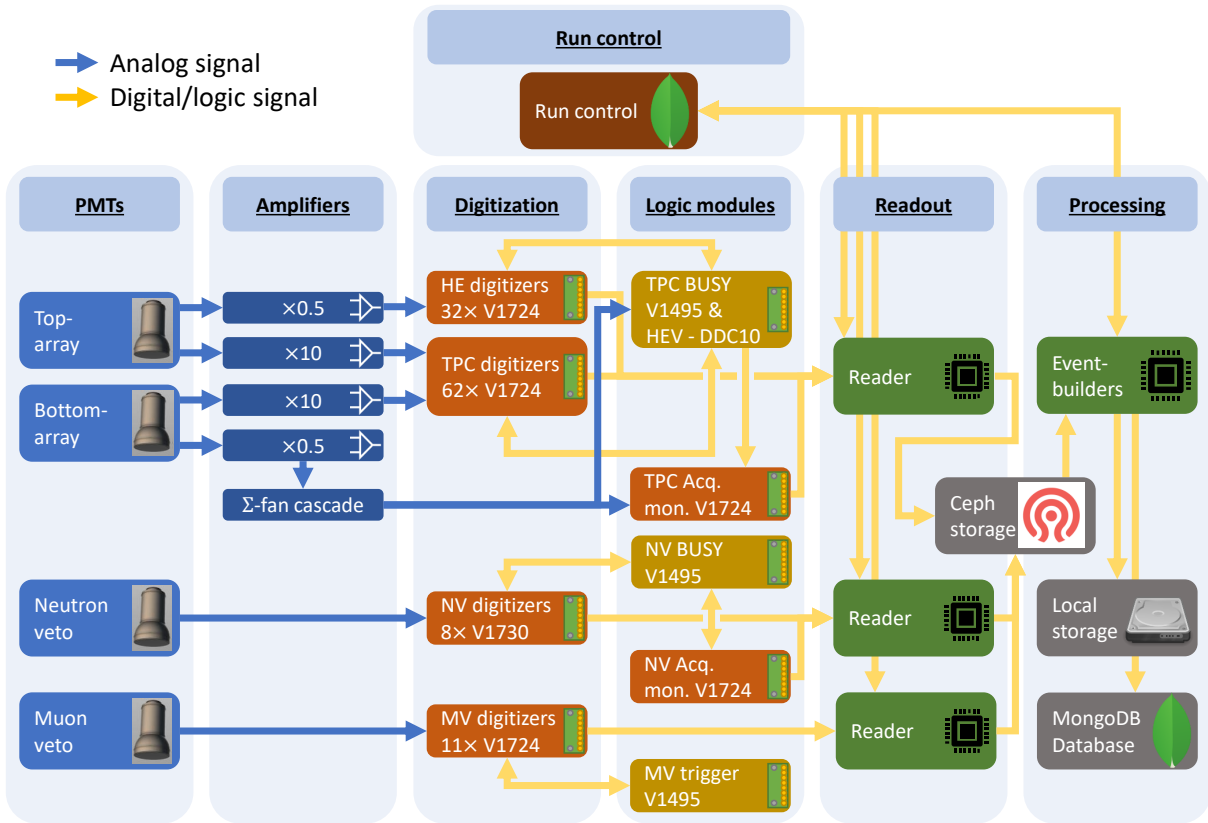 Analog signal
Digital/logic signal
Run control
Run control
PMTs
Amplifiers
Digitization
Logic modules
Readout
Processing
Top-
array
Bottom-
array
Neutron
veto
Muon
veto
×0.5
×10
×10
×0.5
Σ-fan cascade
HE digitizers
32× V1724
TPC digitizers
62× V1724
NV digitizers
8× V1730
MV digitizers
11× V1724
TPC BUSY
V1495 &
HEV - DDC10
TPC Acq.
mon. V1724
NV BUSY
V1495
NV Acq.
mon. V1724
MV trigger
V1495
Reader
Reader
Reader
Event-
builders
Ceph
storage
Local
storage
MongoDB
Database